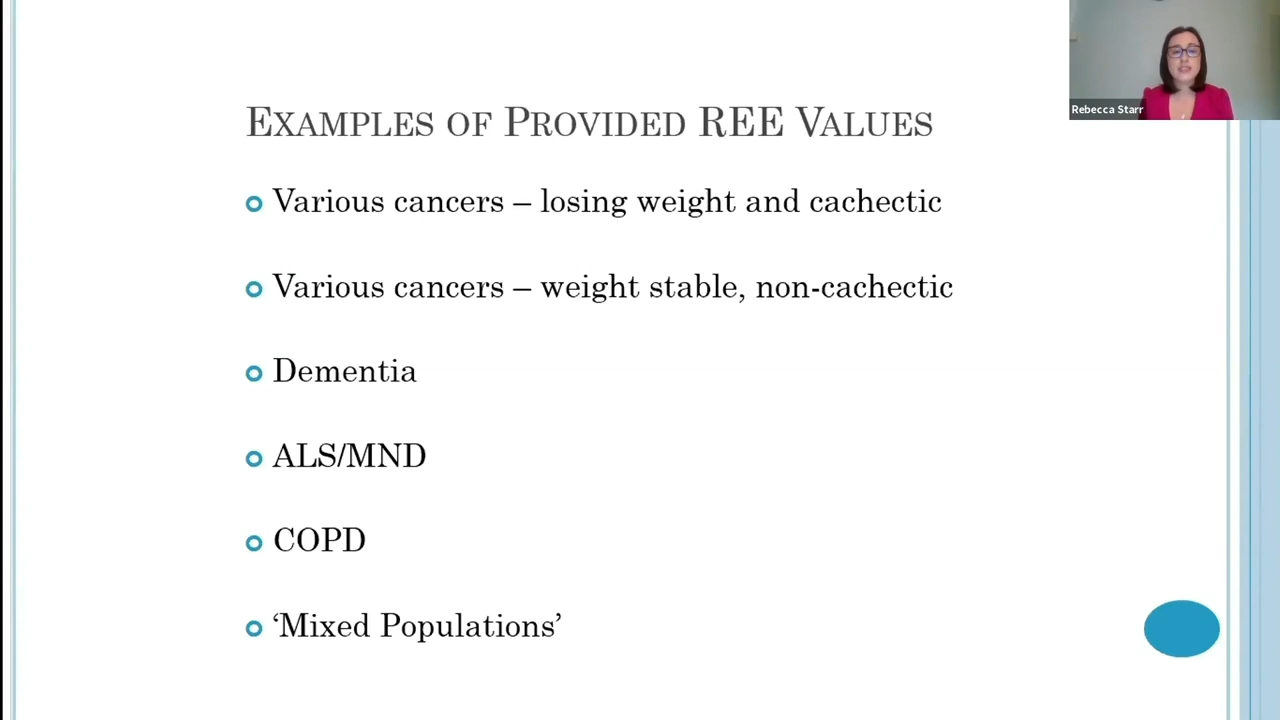 Rebecca Starr
EXAMPLES OF PROVIDED REE VALUES
Various cancers – losing weight and cachectic
Various cancers – weight stable, non-cachectic
Dementia
ALS/MND
COPD
‘Mixed Populations’